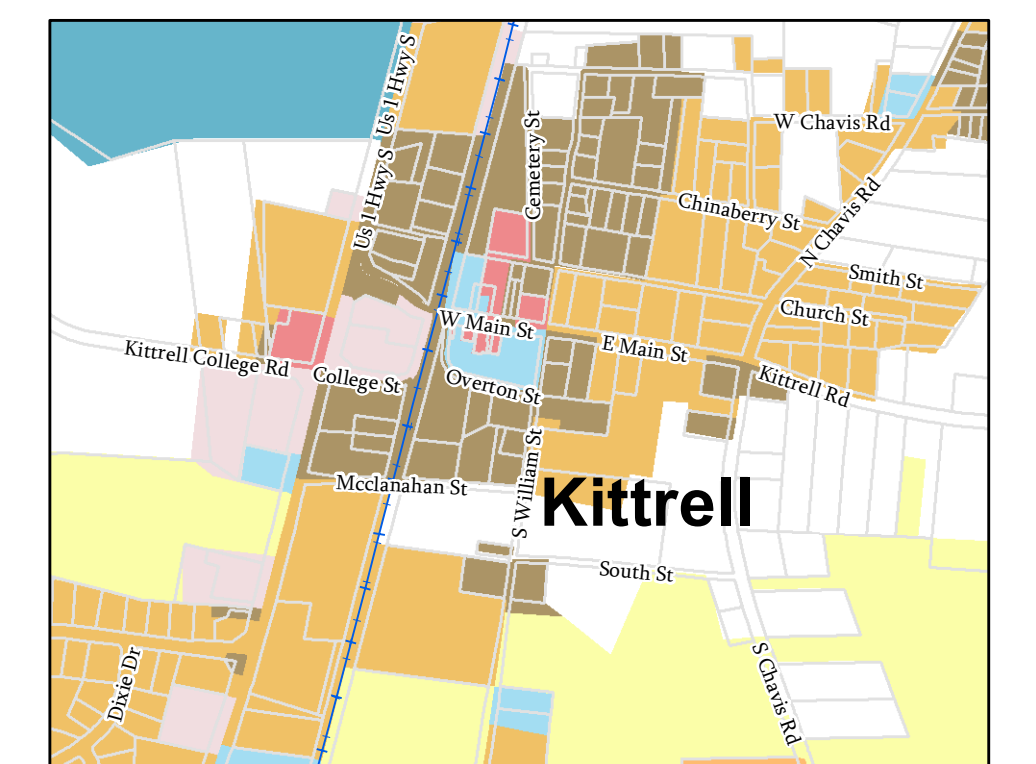 Us 1 Hwy S
Us 1 Hwy S
Cemetery St
W Chavis Rd
Chinaberry St
N Chavis Rd
Smith St
Church St
W Main St
E Main St
Kittrell College Rd
College St
Overton St
Kittrell Rd
Mcclanahan St
S William St
Kittrell
South St
Dixie Dr
S Chavis Rd